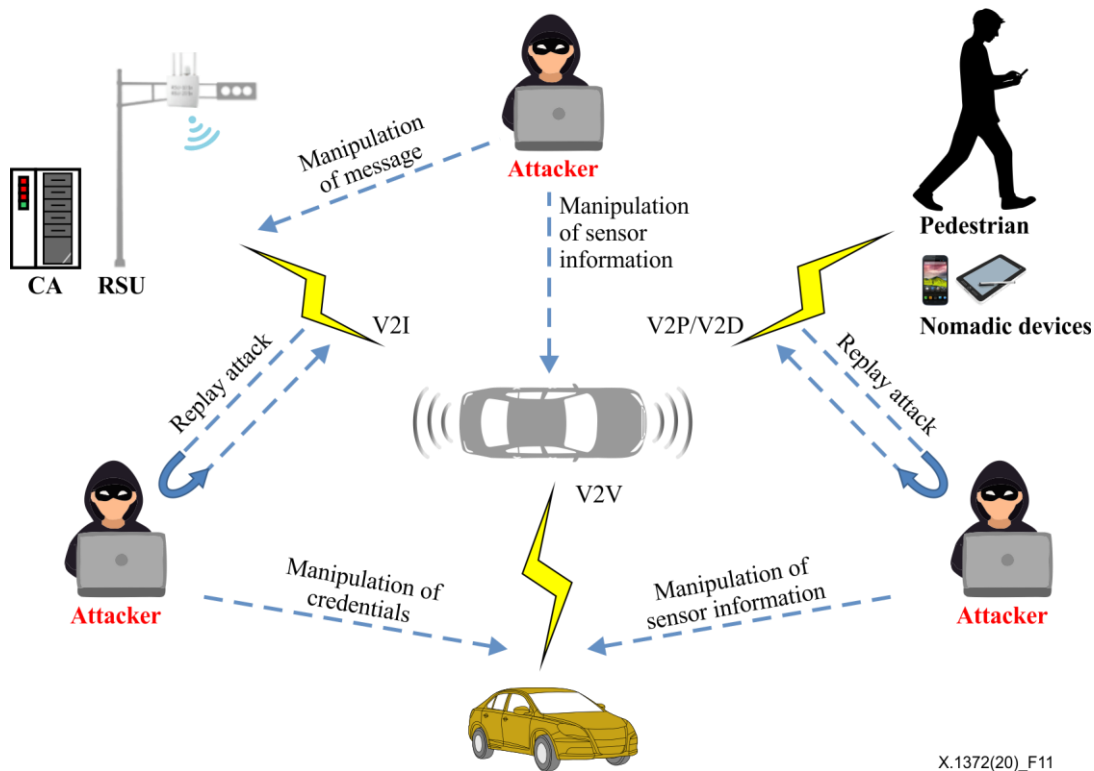 Attacker
Manipulation
of message
Manipulation
of sensor
information
Pedestrian
CA
RSU
Nomadic devices
V2I
V2P/V2D
Replay attack
Replay attack
V2V
Manipulation of
credentials
Manipulation of
sensor information
Attacker
Attacker
X.1372(20)_F11